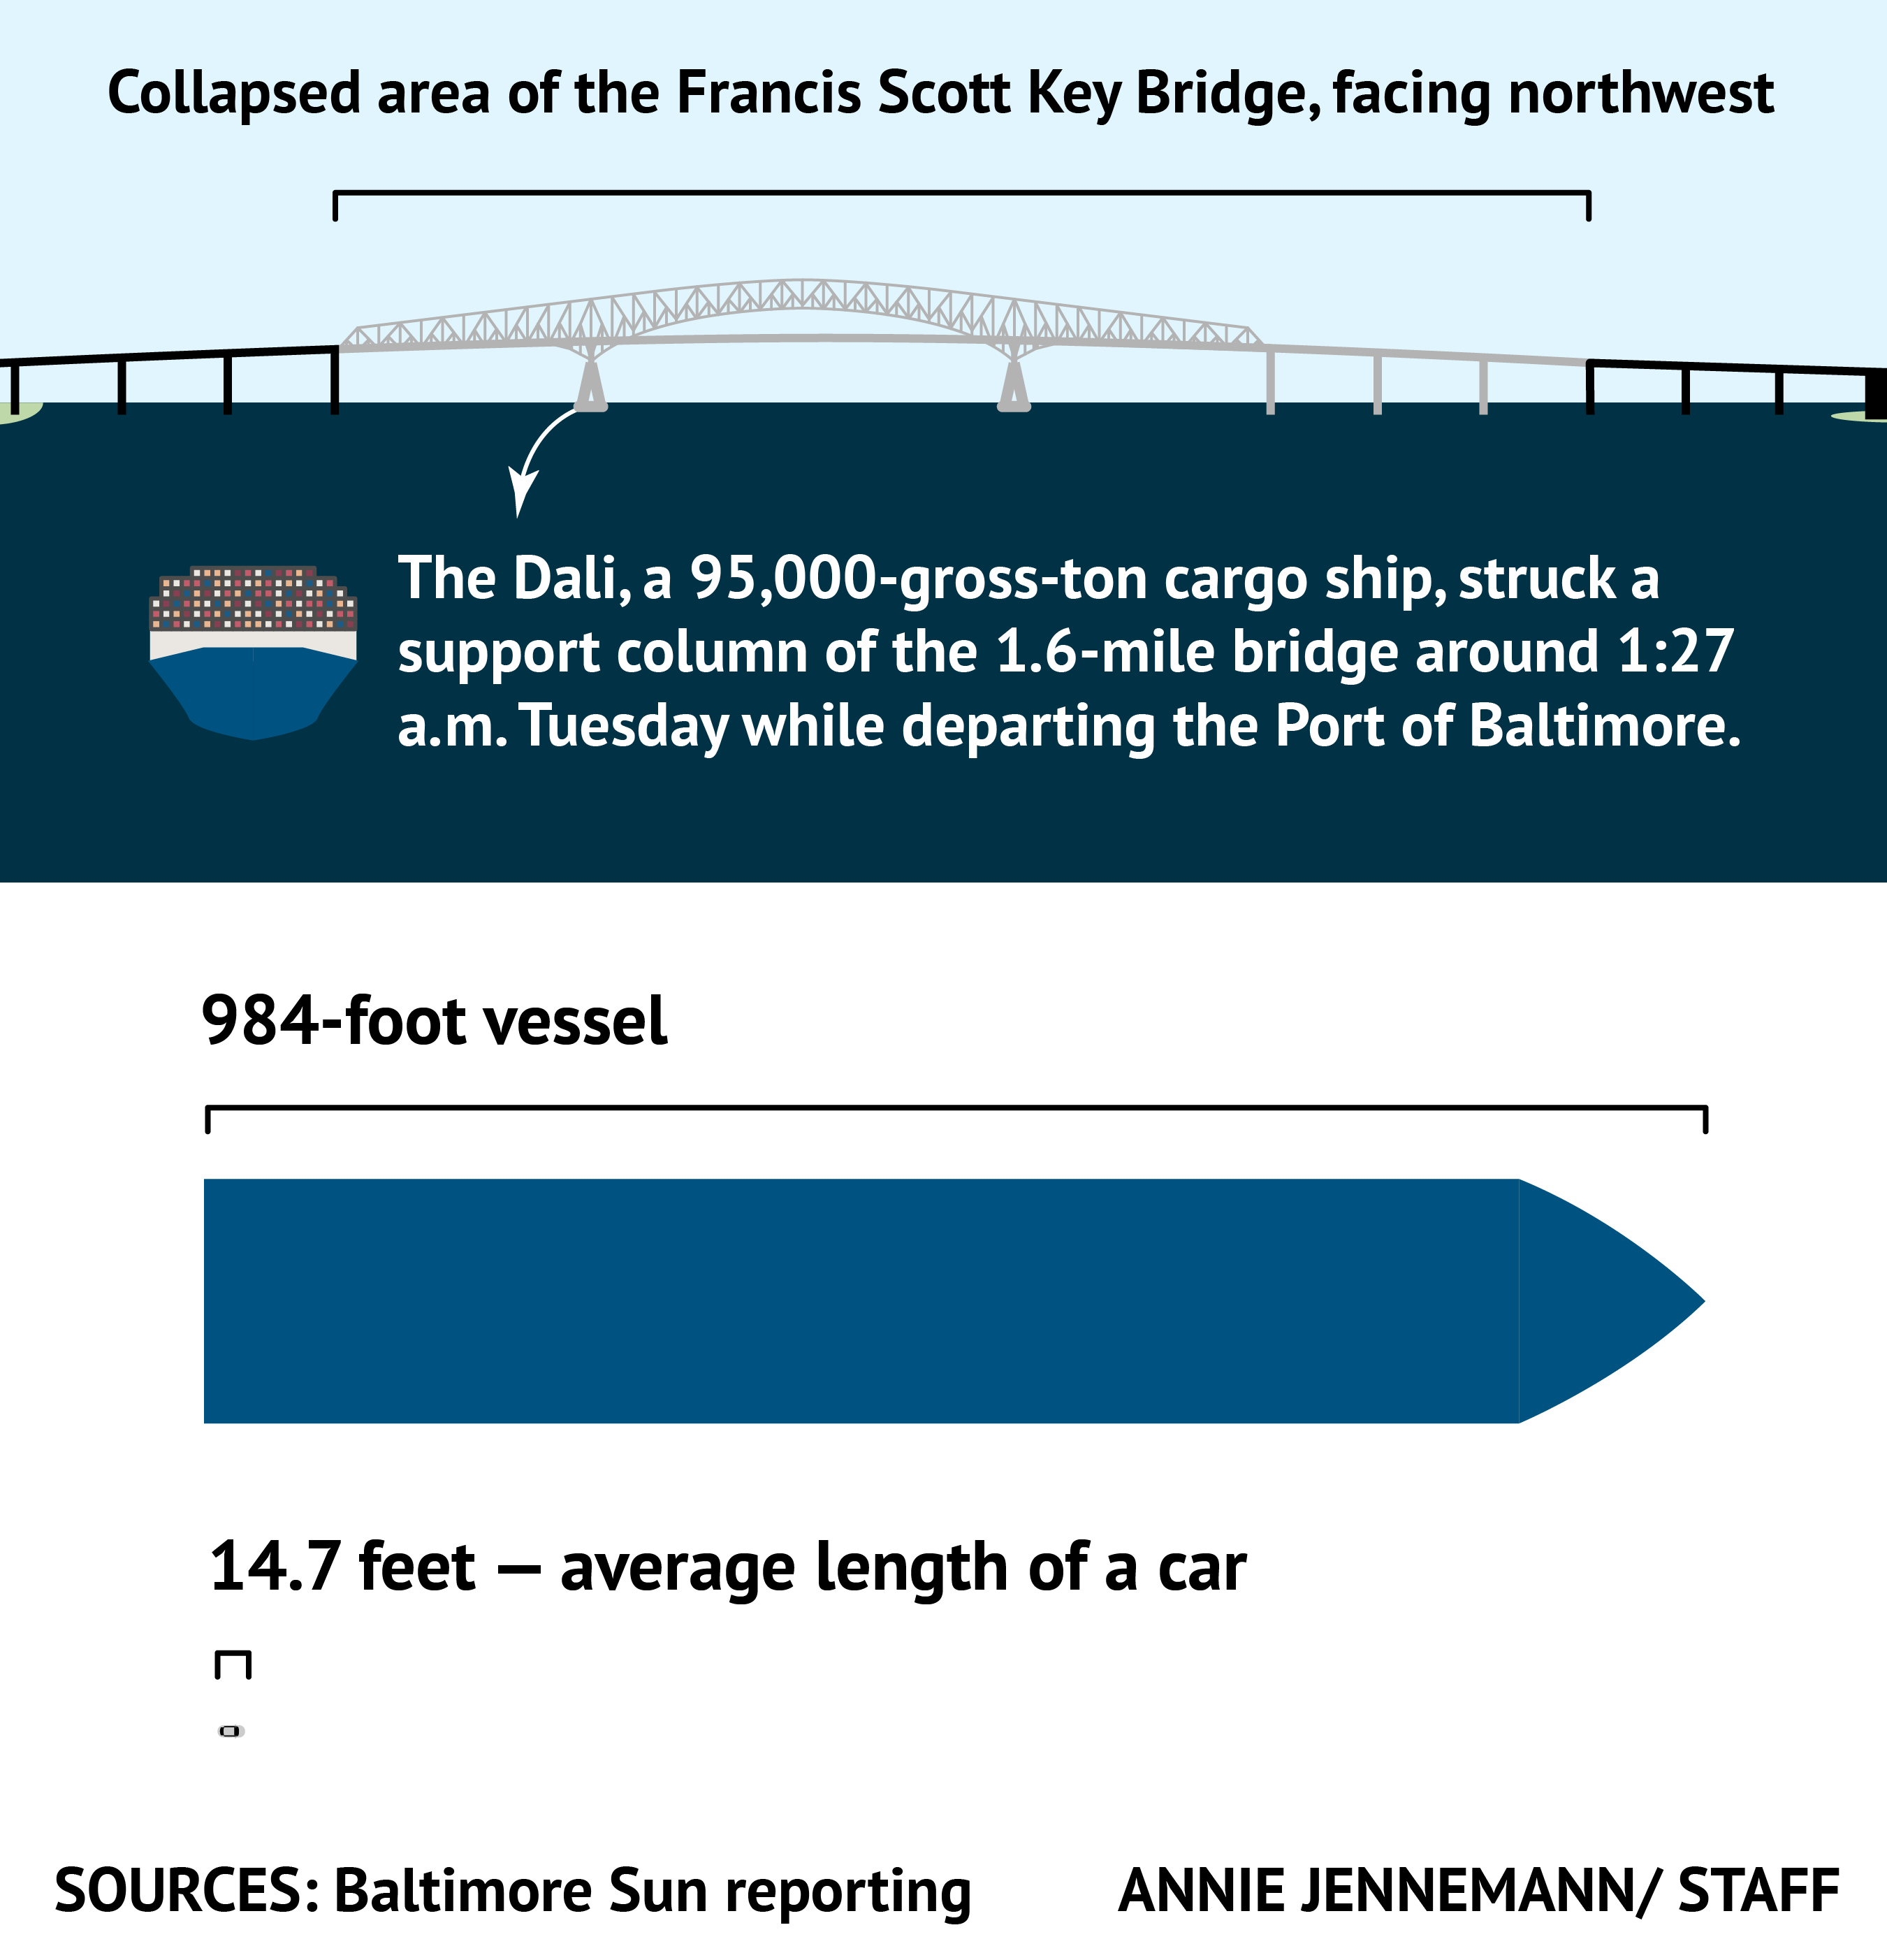 Collapsed area of the Francis Scott Key Bridge, facing northwest
The Dali, a 95,000-gross-ton cargo ship, struck a
support column of the 1.6-mile bridge around 1:27
a.m. Tuesday while departing the Port of Baltimore.
984-foot vessel
14.7 feet — average length of a car
SOURCES: Baltimore Sun reporting
ANNIE JENNEMANN/ STAFF